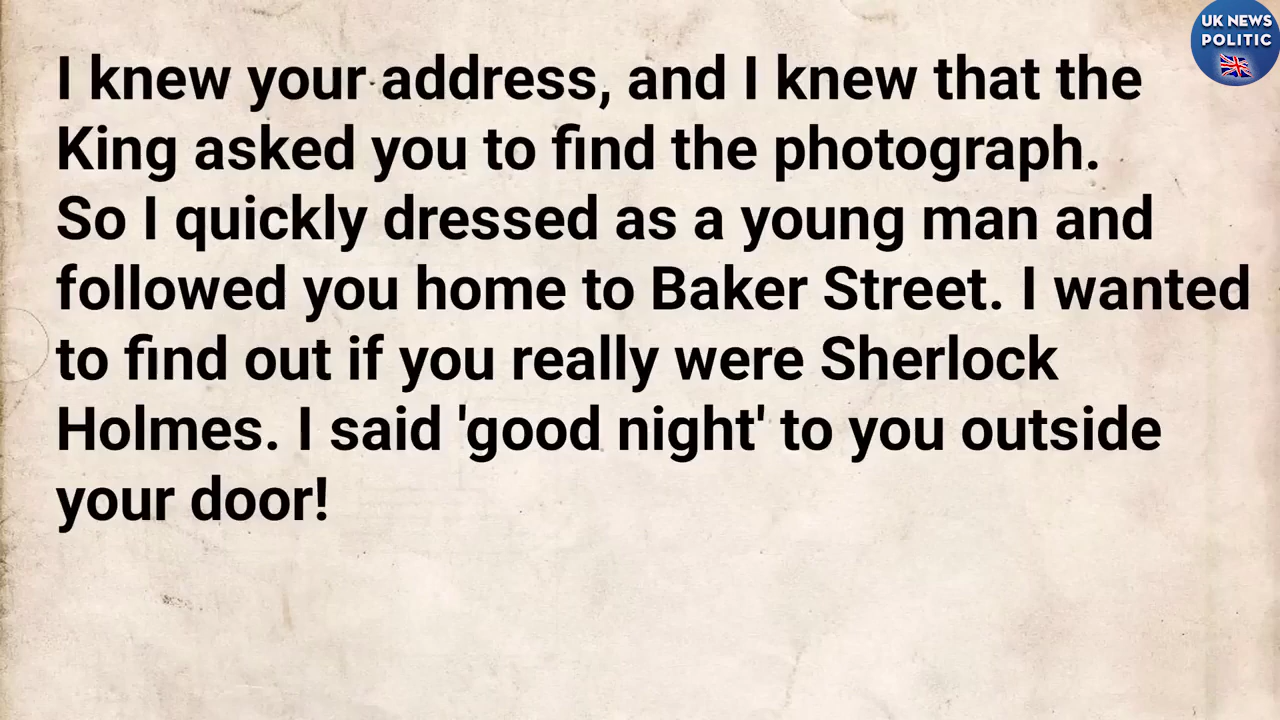 UK NEWS
POLITIC
I knew your address, and I knew that the
King asked you to find the photograph.
So I quickly dressed as a young man and
followed you home to Baker Street. I wanted
to find out if you really were Sherlock
Holmes. I said 'good night' to you outside
your door!